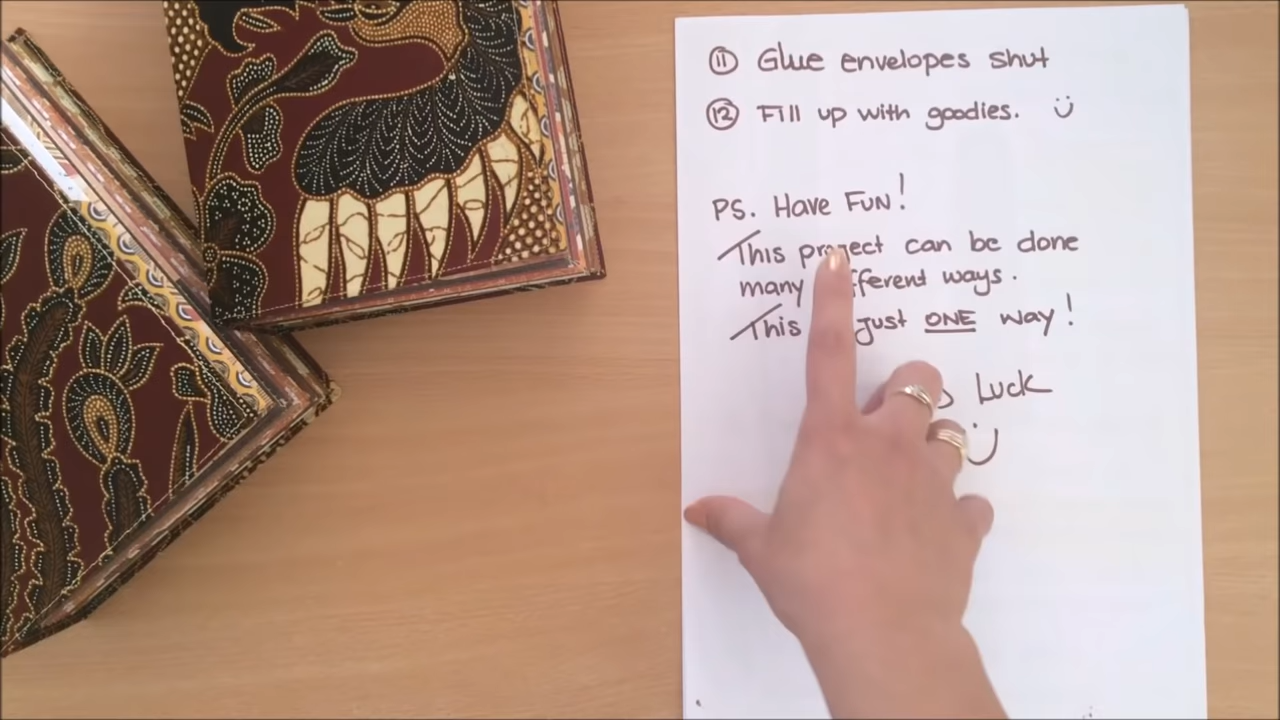 ⑪ Glue envelopes shut
⑫ Fill up with goodies. ☺
PS. Have FUN!
This project can be done
many different ways.
This just ONE way!
Luck